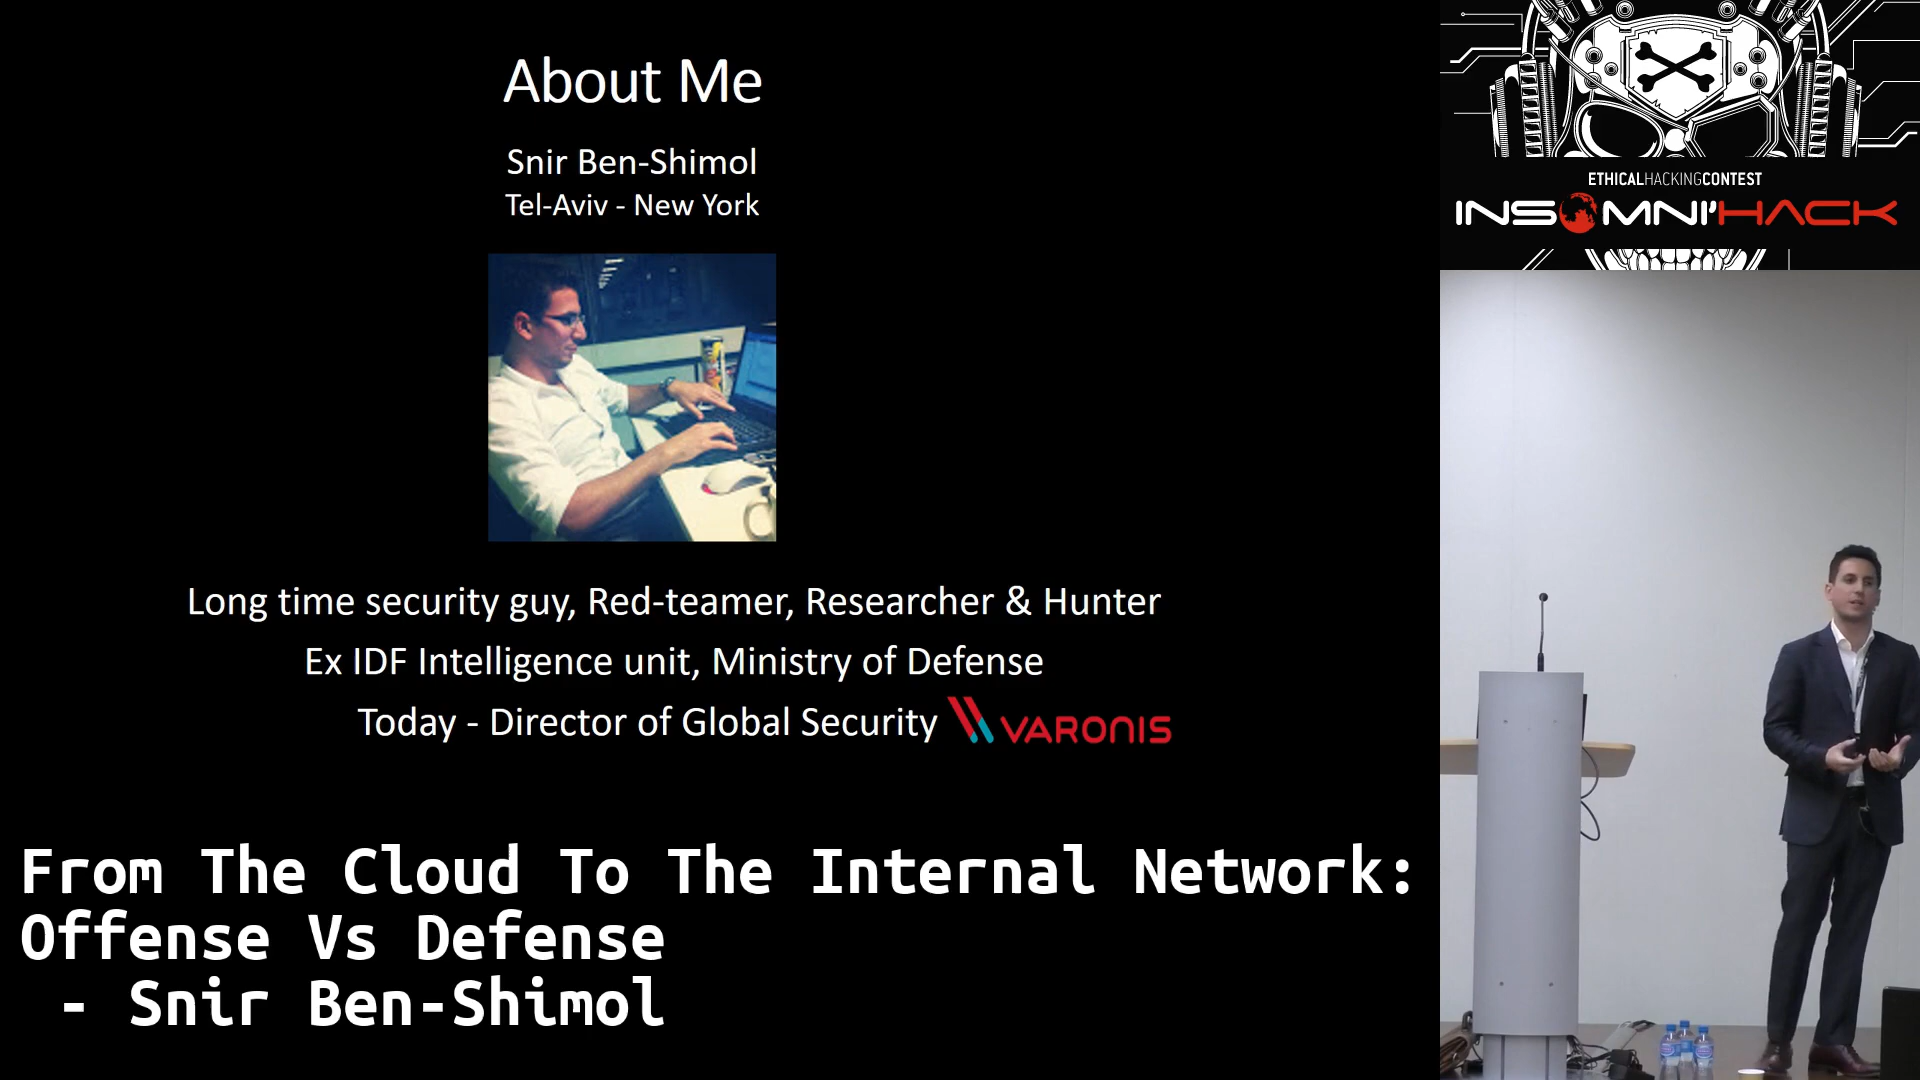 About Me
Snir Ben-Shimol
Tel-Aviv - New York
Long time security guy, Red-teamer, Researcher & Hunter
Ex IDF Intelligence unit, Ministry of Defense
Today - Director of Global Security VARONIS
From The Cloud To The Internal Network:
Offense Vs Defense
- Snir Ben-Shimol
ETHICALHACKINGCONTEST
INSOMNI'HACK